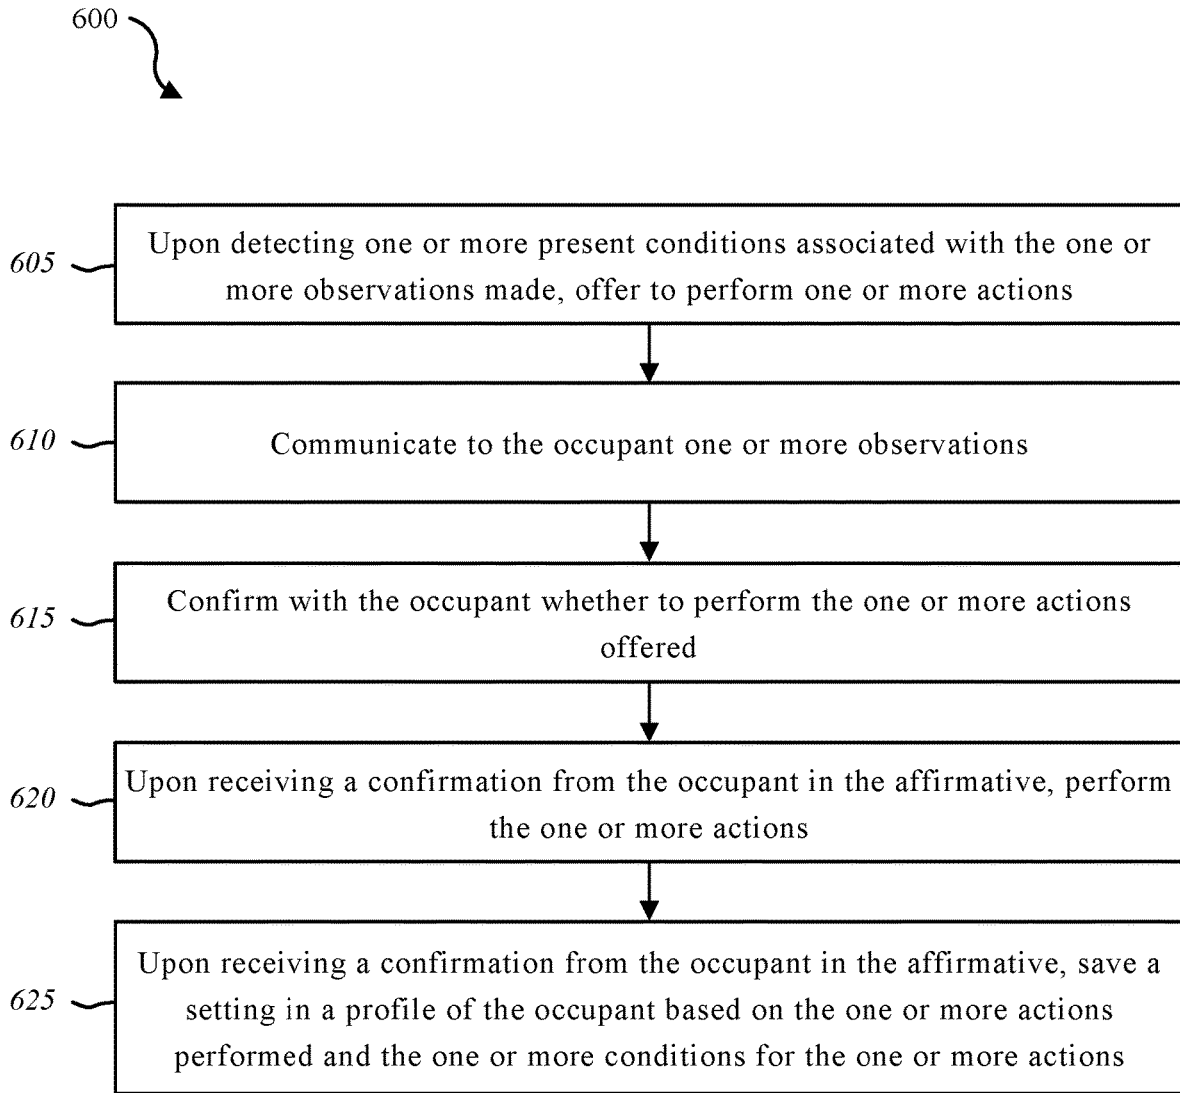 600
605
Upon detecting one or more present conditions associated with the one or
more observations made, offer to perform one or more actions
610
Communicate to the occupant one or more observations
615
Confirm with the occupant whether to perform the one or more actions
offered
620
Upon receiving a confirmation from the occupant in the affirmative, perform
the one or more actions
625
Upon receiving a confirmation from the occupant in the affirmative, save a
setting in a profile of the occupant based on the one or more actions
performed and the one or more conditions for the one or more actions